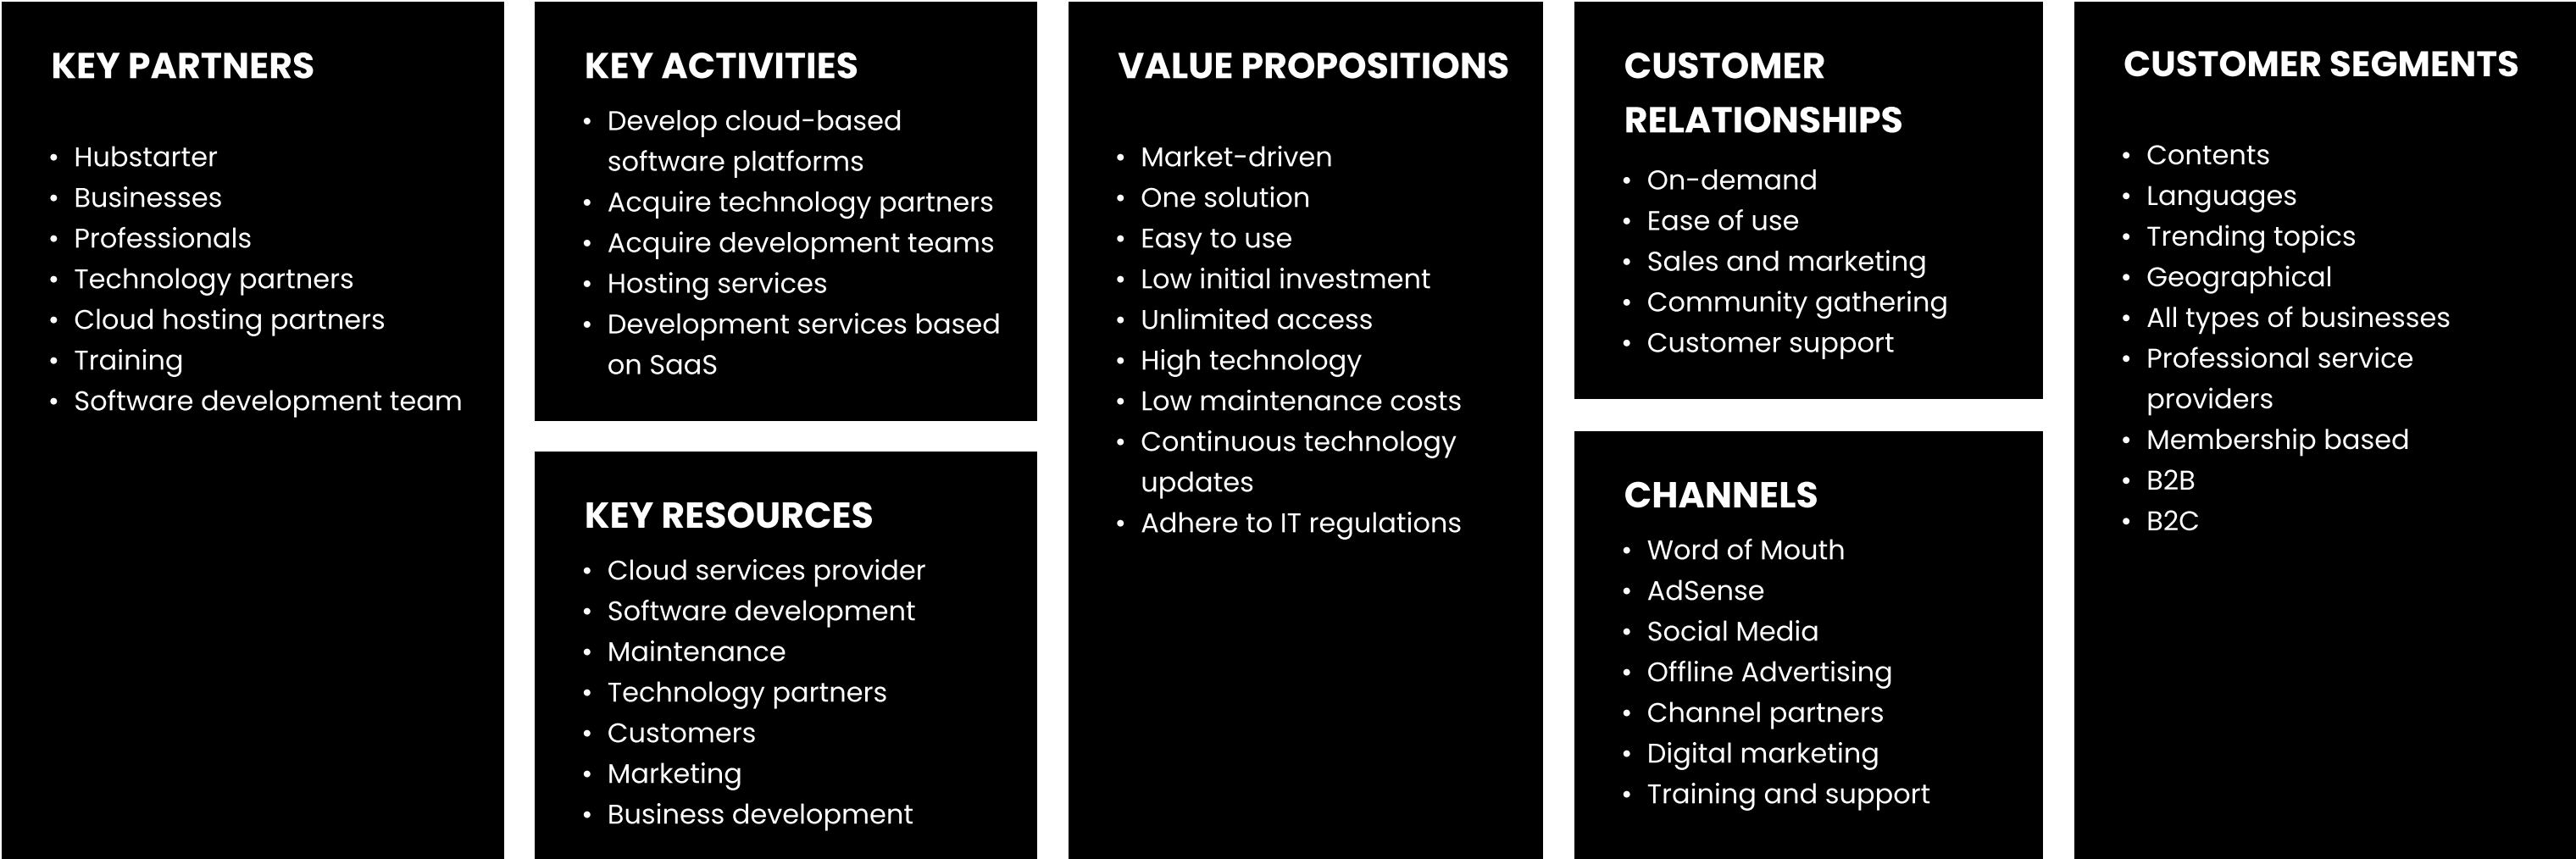 KEY PARTNERS
• Hubstarter
• Businesses
• Professionals
• Technology partners
• Cloud hosting partners
• Training
• Software development team
KEY ACTIVITIES
• Develop cloud-based
software platforms
• Acquire technology partners
• Acquire development teams
• Hosting services
• Development services based
on SaaS
KEY RESOURCES
• Cloud services provider
• Software development
• Maintenance
• Technology partners
• Customers
• Marketing
• Business development
VALUE PROPOSITIONS
• Market-driven
• One solution
• Easy to use
• Low initial investment
• Unlimited access
• High technology
• Low maintenance costs
• Continuous technology
updates
• Adhere to IT regulations
CUSTOMER
RELATIONSHIPS
• On-demand
• Ease of use
• Sales and marketing
• Community gathering
• Customer support
CHANNELS
• Word of Mouth
• AdSense
• Social Media
• Offline Advertising
• Channel partners
• Digital marketing
• Training and support
CUSTOMER SEGMENTS
• Contents
• Languages
• Trending topics
• Geographical
• All types of businesses
• Professional service
providers
• Membership based
• B2B
• B2C